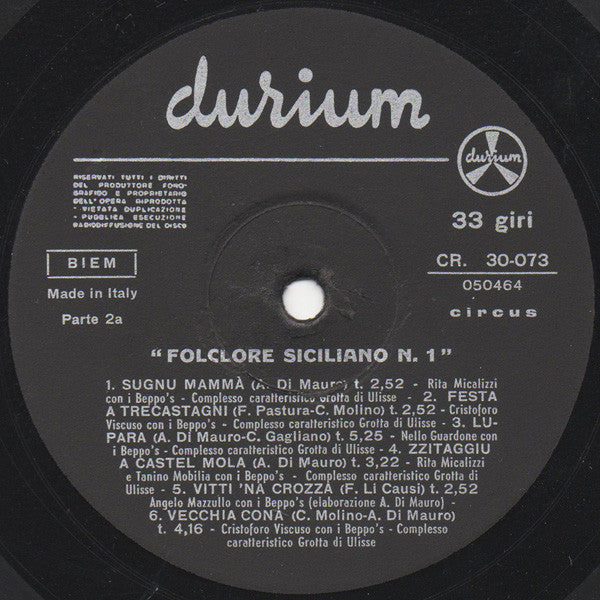 durium
durium
RISERVATI TUTTI I DIRITTI
DEL PRODUTTORE FONO-
GRAFICO E PROPRIETARIO
DELL'OPERA RIPRODOTTA
- VIETATA DUPLICAZIONE
- PUBBLICA ESECUZIONE
RADIODIFFUSIONE DEL DISCO
33 giri
BIEM
CR. 30-073
Made in Italy
050464
Parte 2a
circus
"FOLCLORE SICILIANO N. 1"
1. SUGNU MAMMÀ (A. Di Mauro) t. 2,52 - Rita Micalizzi
con i Beppo's - Complesso caratteristico Grotta di Ulisse - 2. FESTA
A TRECASTAGNI (F. Pastura-C. Molino) t. 2,52 - Cristoforo
Viscuso con i Beppo's - Complesso caratteristico Grotta di Ulisse - 3. LU-
PARA (A. Di Mauro-C. Gagliano) t. 5,25 - Nello Guardone con
i Beppo's - Complesso caratteristico Grotta di Ulisse - 4. ZZITAGGIU
A CASTEL MOLA (A. Di Mauro) t. 3,22 - Rita Micalizzi
e Tanino Mobilia con i Beppo's - Complesso caratteristico Grotta di
Ulisse - 5. VITTI 'NA CROZZA (F. Li Causi) t. 2,52
Angelo Mazzullo con i Beppo's (elaborazione A. Di Mauro) -
6. VECCHIA CONA (C. Molino-A. Di Mauro)
t. 4,16 - Cristoforo Viscuso con i Beppo's - Complesso
caratteristico Grotta di Ulisse